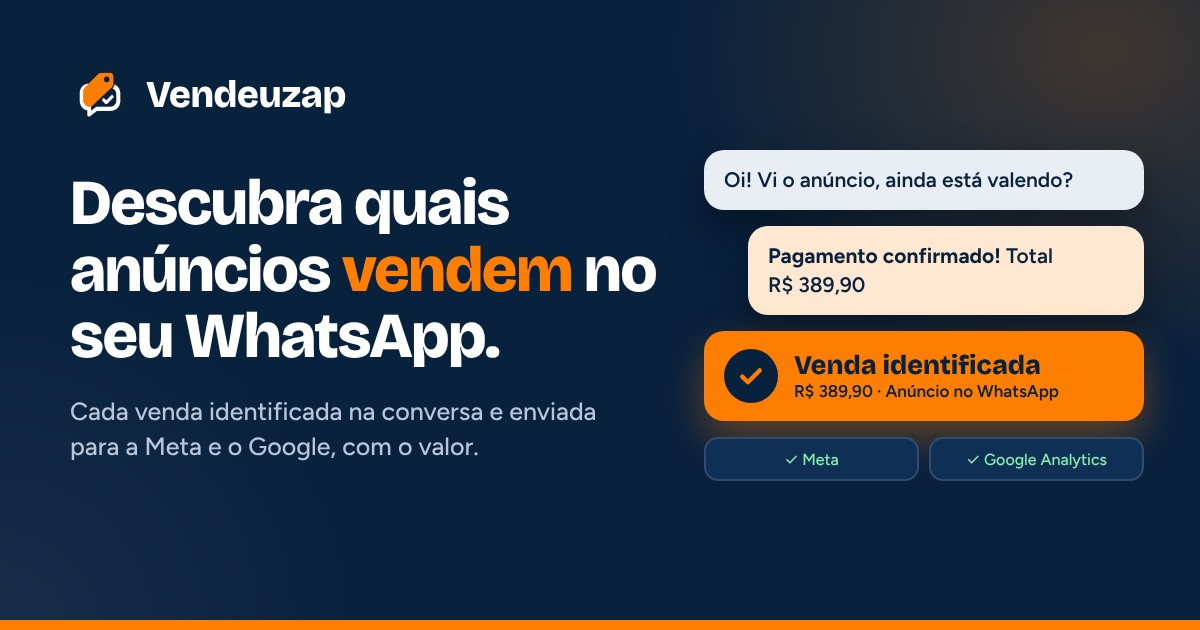 Vendeuzap
Descubra quais
anúncios vendem no
seu WhatsApp.
Cada venda identificada na conversa e enviada
para a Meta e o Google, com o valor.
Oi! Vi o anúncio, ainda está valendo?
Pagamento confirmado! Total
R$ 389,90
Venda identificada
R$ 389,90 · Anúncio no WhatsApp
✓ Meta
✓ Google Analytics